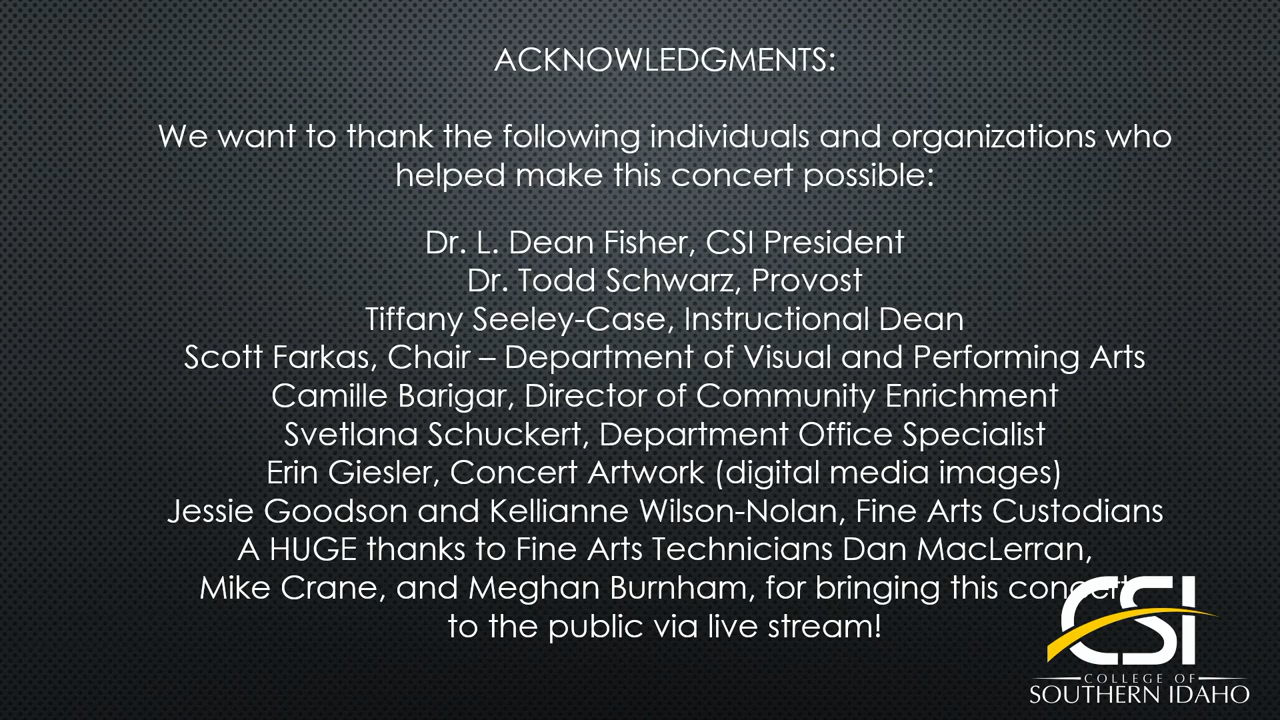 ACKNOWLEDGMENTS:
We want to thank the following individuals and organizations who
helped make this concert possible:
Dr. L. Dean Fisher, CSI President
Dr. Todd Schwarz, Provost
Tiffany Seeley-Case, Instructional Dean
Scott Farkas, Chair – Department of Visual and Performing Arts
Camille Barigar, Director of Community Enrichment
Svetlana Schuckert, Department Office Specialist
Erin Giesler, Concert Artwork (digital media images)
Jessie Goodson and Kellianne Wilson-Nolan, Fine Arts Custodians
A HUGE thanks to Fine Arts Technicians Dan MacLerran,
Mike Crane, and Meghan Burnham, for bringing this concert
to the public via live stream!
CSI
COLLEGE OF
SOUTHERN IDAHO